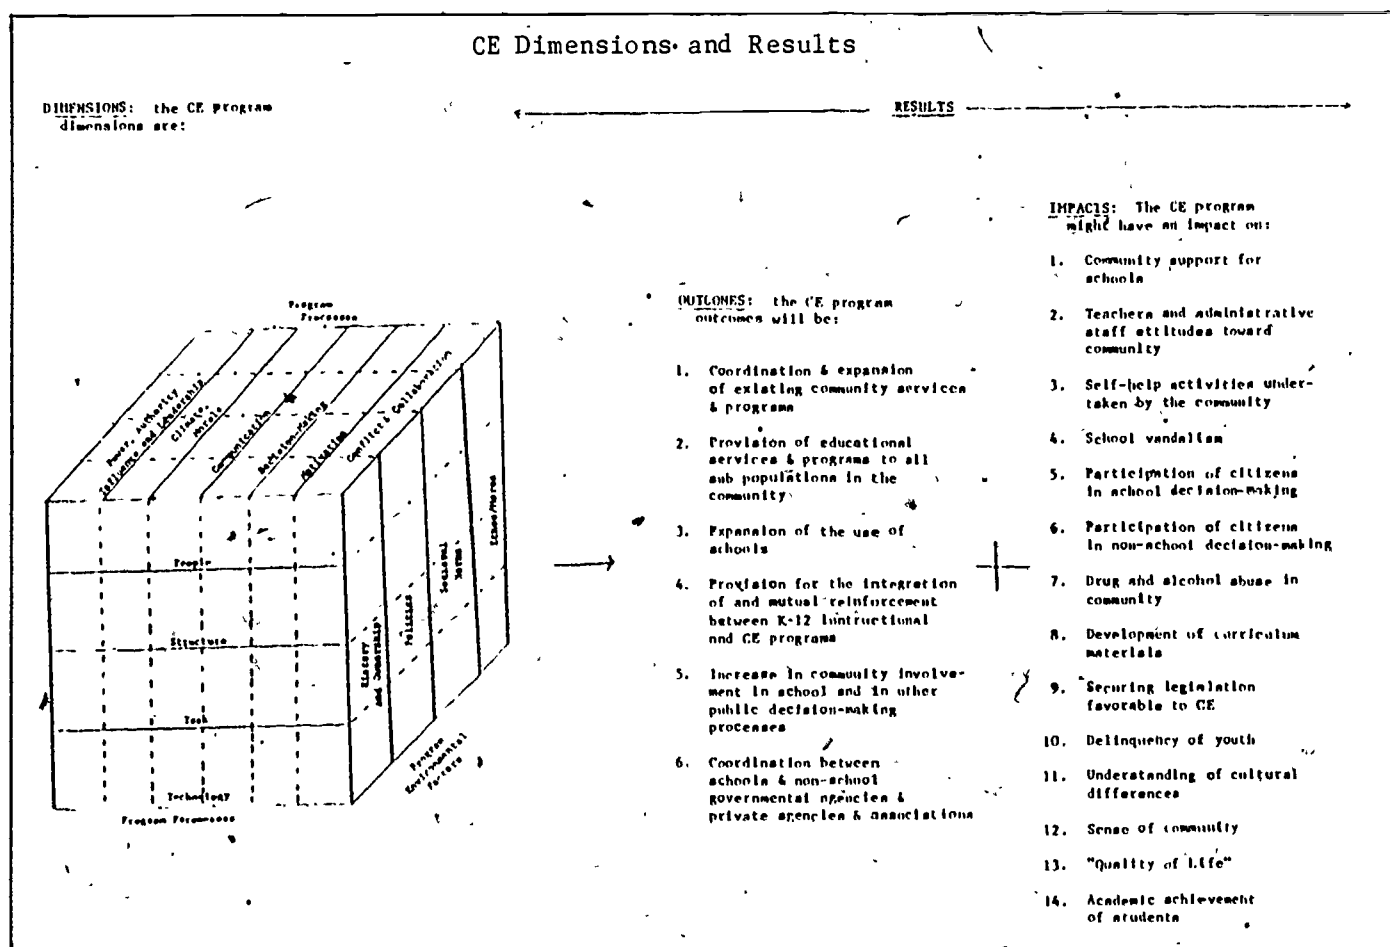 CE Dimensions and Results
DIMENSIONS: the CE program
dimensions are:
RESULTS
Program
Processes
Power, Authority
Influence and Leadership
Climate,
Morale
Communication
Decision-Making
Motivation
Conflict & Collaboration
People
Structure
Task
Technology
Program
History
and Ownership
Politics
Societal
Norms
Ethos/Mores
Program
Environmental
Factors
OUTCOMES: the CE program
outcomes will be:
1. Coordination & expansion
of existing community services
& programs
2. Provision of educational
services & programs to all
sub populations in the
community
3. Expansion of the use of
schools
4. Provision for the integration
of and mutual reinforcement
between K-12 instructional
and CE programs
5. Increase in community involve-
ment in school and in other
public decision-making
processes
6. Coordination between
schools & non-school
governmental agencies &
private agencies & associations
IMPACTS: The CE program
might have an impact on:
1. Community support for
schools
2. Teachers and administrative
staff attitudes toward
community
3. Self-help activities under-
taken by the community
4. School vandalism
5. Participation of citizens
in school decision-making
6. Participation of citizens
in non-school decision-making
7. Drug and alcohol abuse in
community
8. Development of curriculum
materials
9. Securing legislation
favorable to CE
10. Delinquency of youth
11. Understanding of cultural
differences
12. Sense of community
13. "Quality of Life"
14. Academic achievement
of students